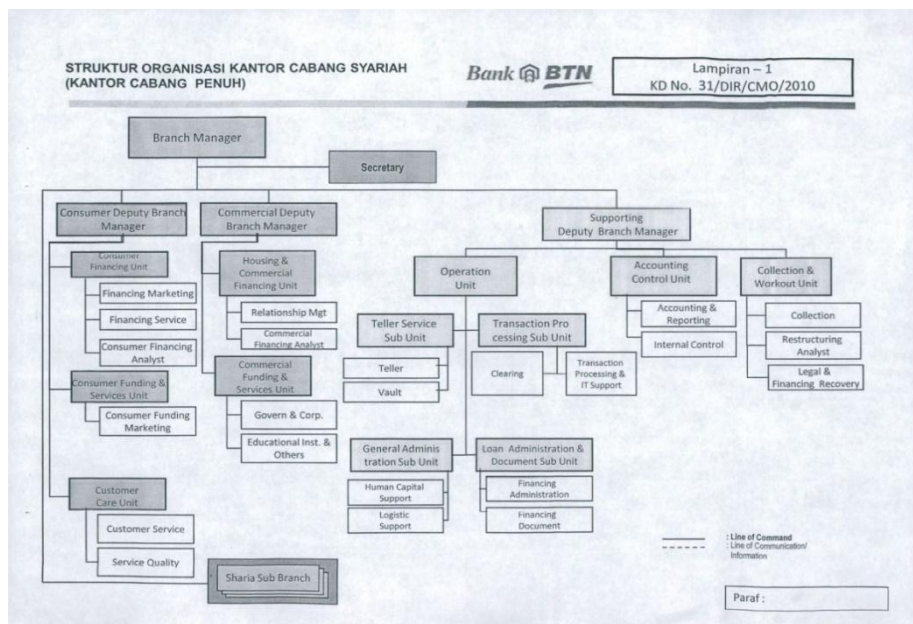 STRUKTUR ORGANISASI KANTOR CABANG SYARIAH
(KANTOR CABANG PENUH)
Bank BTN
Lampiran – 1
KD No. 31/DIR/CMO/2010
Branch Manager
Secretary
Consumer Deputy Branch
Manager
Commercial Deputy
Branch Manager
Supporting
Deputy Branch Manager
Consumer
Financing Unit
Financing Marketing
Financing Service
Consumer Financing
Analyst
Consumer Funding &
Services Unit
Consumer Funding
Marketing
Customer
Care Unit
Customer Service
Service Quality
Housing &
Commercial
Financing Unit
Relationship Mgt
Commercial
Financing Analyst
Commercial
Funding &
Services Unit
Govern & Corp.
Educational Inst. &
Others
Sharia Sub Branch
Operation
Unit
Teller Service
Sub Unit
Teller
Vault
Transaction Pro
cessing Sub Unit
Clearing
Transaction
Processing &
IT Support
General Adminis
tration Sub Unit
Human Capital
Support
Logistic
Support
Loan Administration &
Document Sub Unit
Financing
Administration
Financing
Document
Accounting
Control Unit
Accounting &
Reporting
Internal Control
Collection &
Workout Unit
Collection
Restructuring
Analyst
Legal &
Financing Recovery
: Line of Command
: Line of Communication/
Information
Paraf :